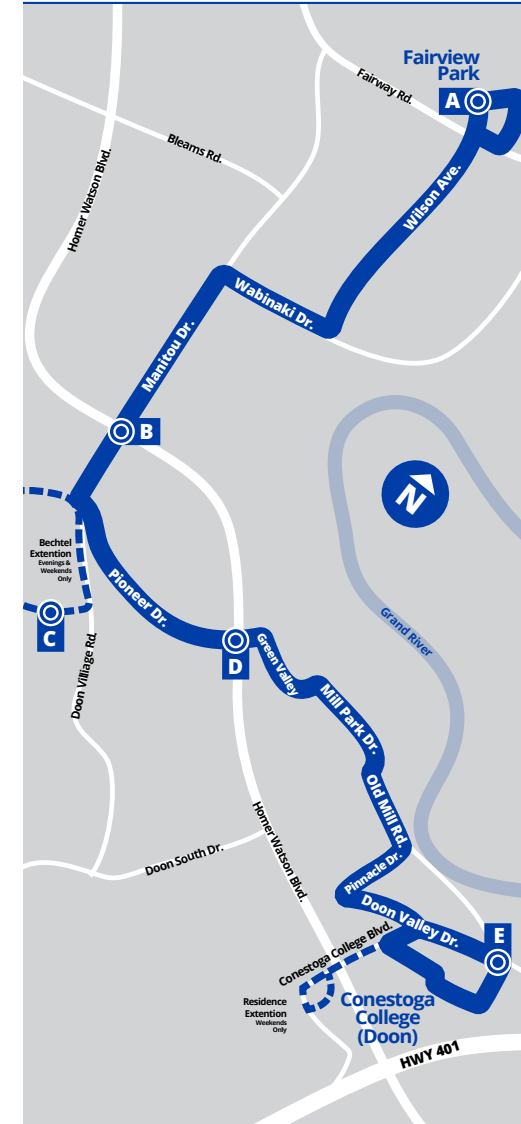 Fairview
Park
A
Fairway Rd.
Bleams Rd.
Homer Watson Blvd.
Wilson Ave.
Wabinaki Dr.
Manitou Dr.
B
N
Bechtel
Extention
Evenings &
Weekends
Only
C
Pioneer Dr.
Doon Villiage Rd.
D
Green Valley
Grand River
Mill Park Dr.
Old Mill Rd.
Homer Watson Blvd.
Doon South Dr.
Pinnacle Dr.
Doon Valley Dr.
E
Conestoga College Blvd.
Residence
Extention
Weekends
Only
Conestoga
College
(Doon)
HWY 401